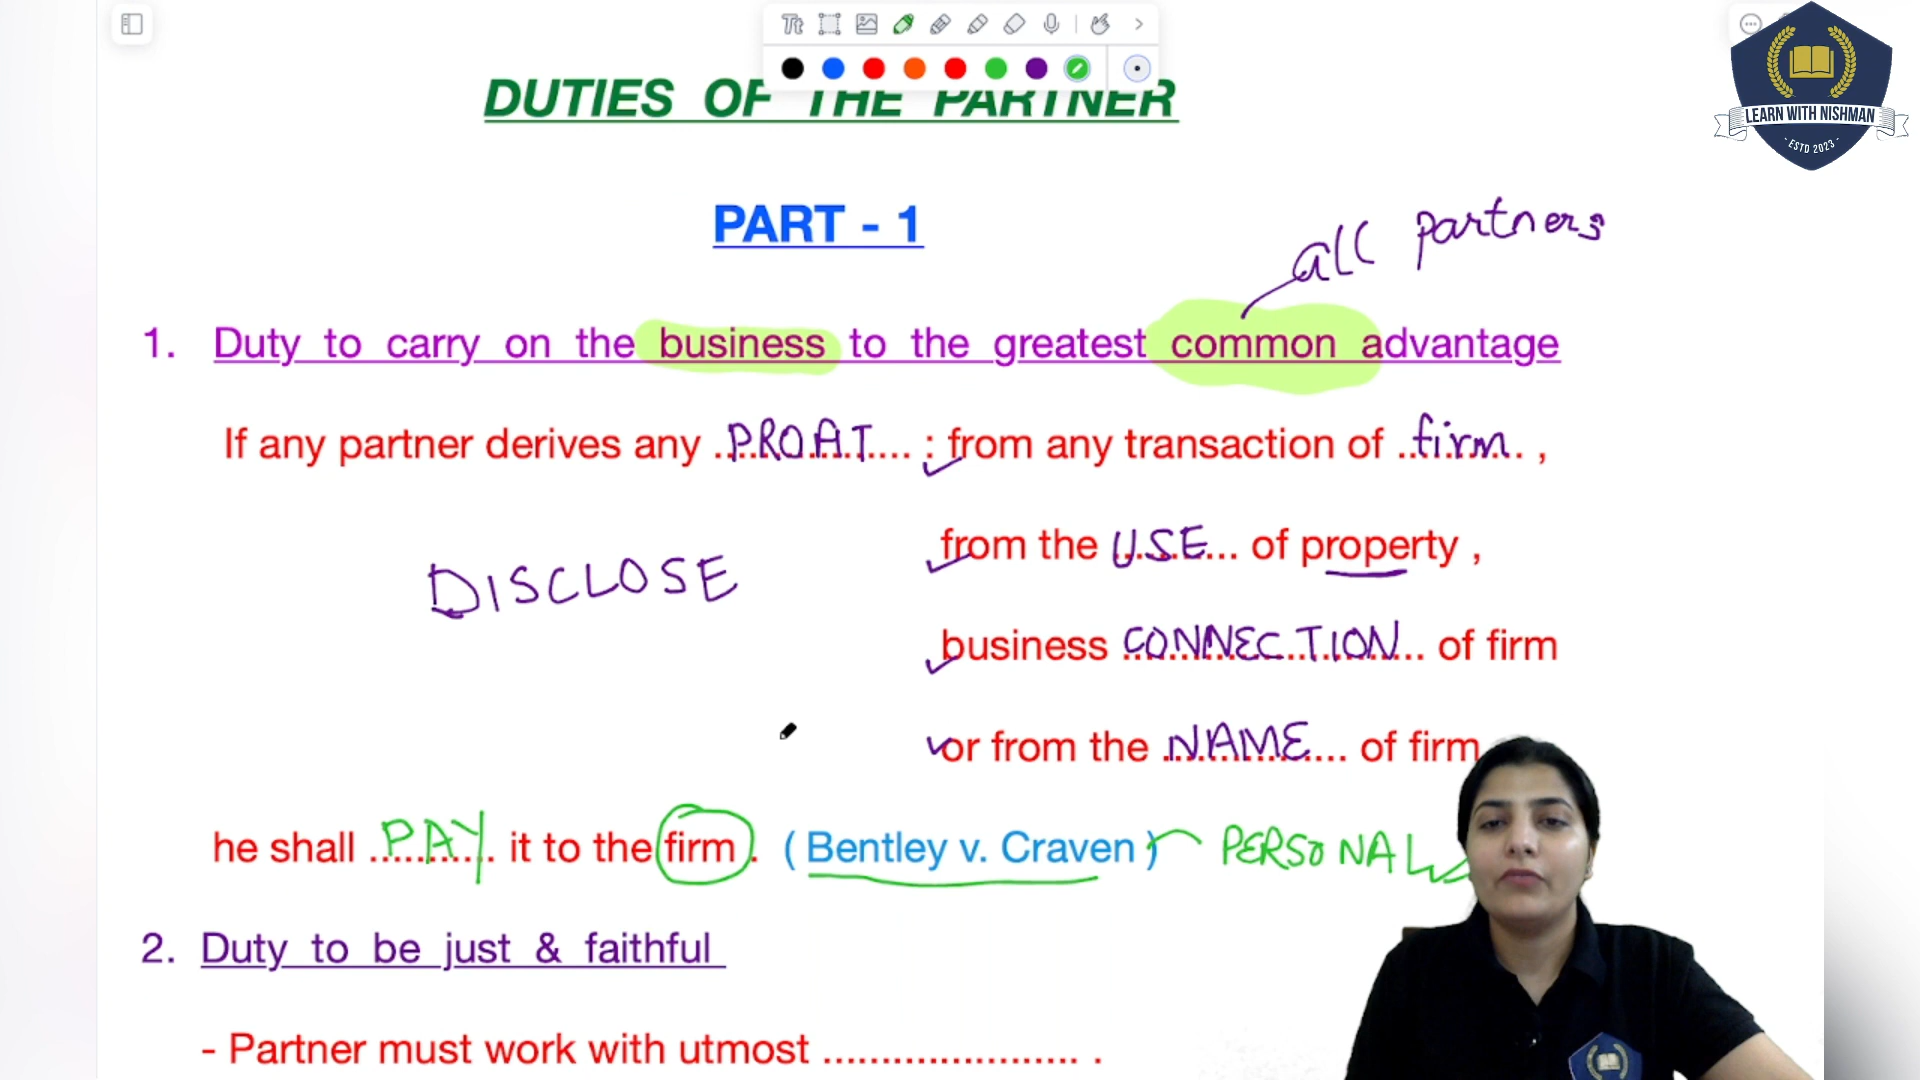 DUTIES OF THE PARTNER
LEARN WITH NISHMAN
- ESTD 2023 -
PART - 1
all partners
1. Duty to carry on the business to the greatest common advantage
If any partner derives any ..PROAT.... : from any transaction of ..firm.. ,
from the USE... of property ,
DISCLOSE
business CONNECTION.. of firm
or from the .NAME... of firm
he shall .PAY. it to the firm . ( Bentley v. Craven ) PERSONAL
2. Duty to be just & faithful
- Partner must work with utmost ...................... .